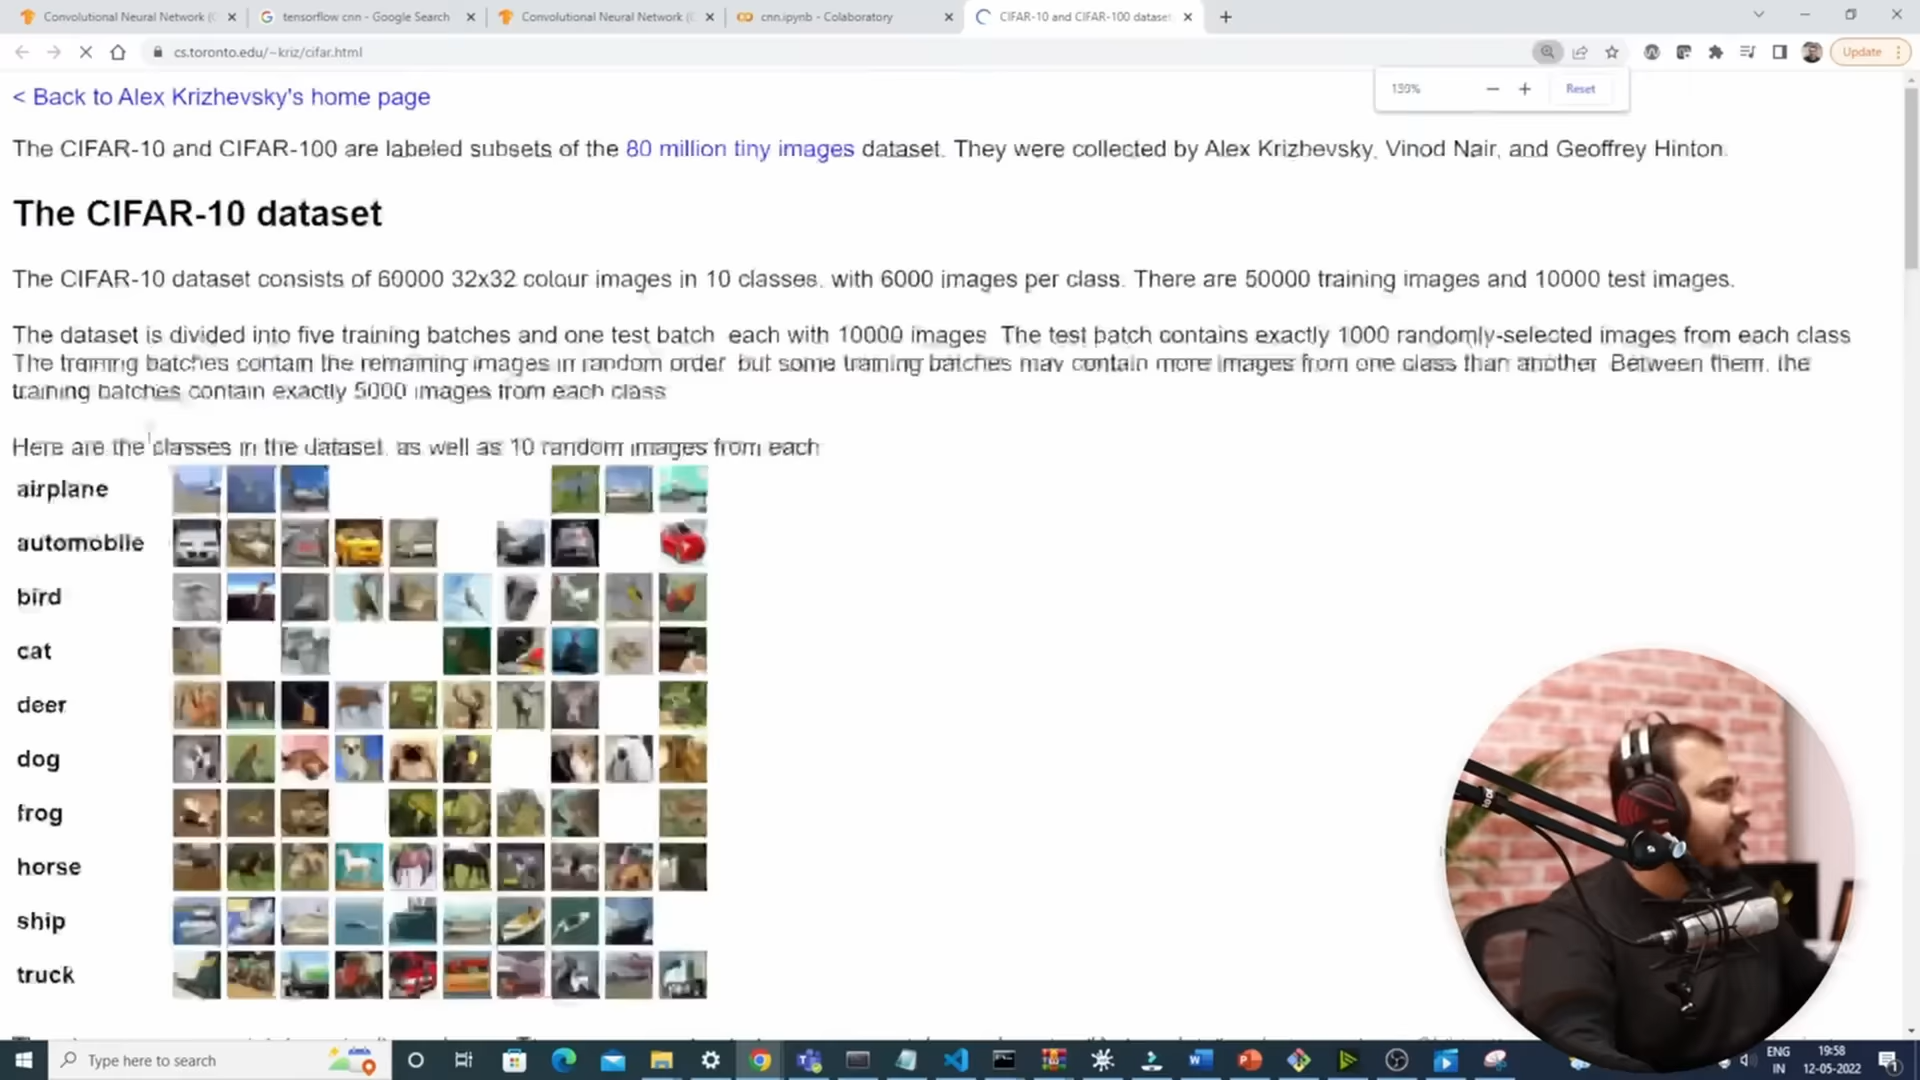 Convolutional Neural Network (
tensorflow cnn - Google Search
Convolutional Neural Network (
cnn.ipynb - Colaboratory
CIFAR-10 and CIFAR-100 dataset
cs.toronto.edu/~kriz/cifar.html
Update
Reset
< Back to Alex Krizhevsky's home page
The CIFAR-10 and CIFAR-100 are labeled subsets of the 80 million tiny images dataset. They were collected by Alex Krizhevsky, Vinod Nair, and Geoffrey Hinton.
The CIFAR-10 dataset
The CIFAR-10 dataset consists of 60000 32x32 colour images in 10 classes, with 6000 images per class. There are 50000 training images and 10000 test images.
The dataset is divided into five training batches and one test batch each with 10000 images The test batch contains exactly 1000 randomly-selected images from each class
The training batches contain the remaining images in random order but some training batches may contain more images from one class than another Between them, the
training batches contain exactly 5000 images from each class
Here are the classes in the dataset, as well as 10 random images from each
airplane
automobile
bird
cat
deer
dog
frog
horse
ship
truck
Type here to search
ENG
IN
19:58
12-05-2022